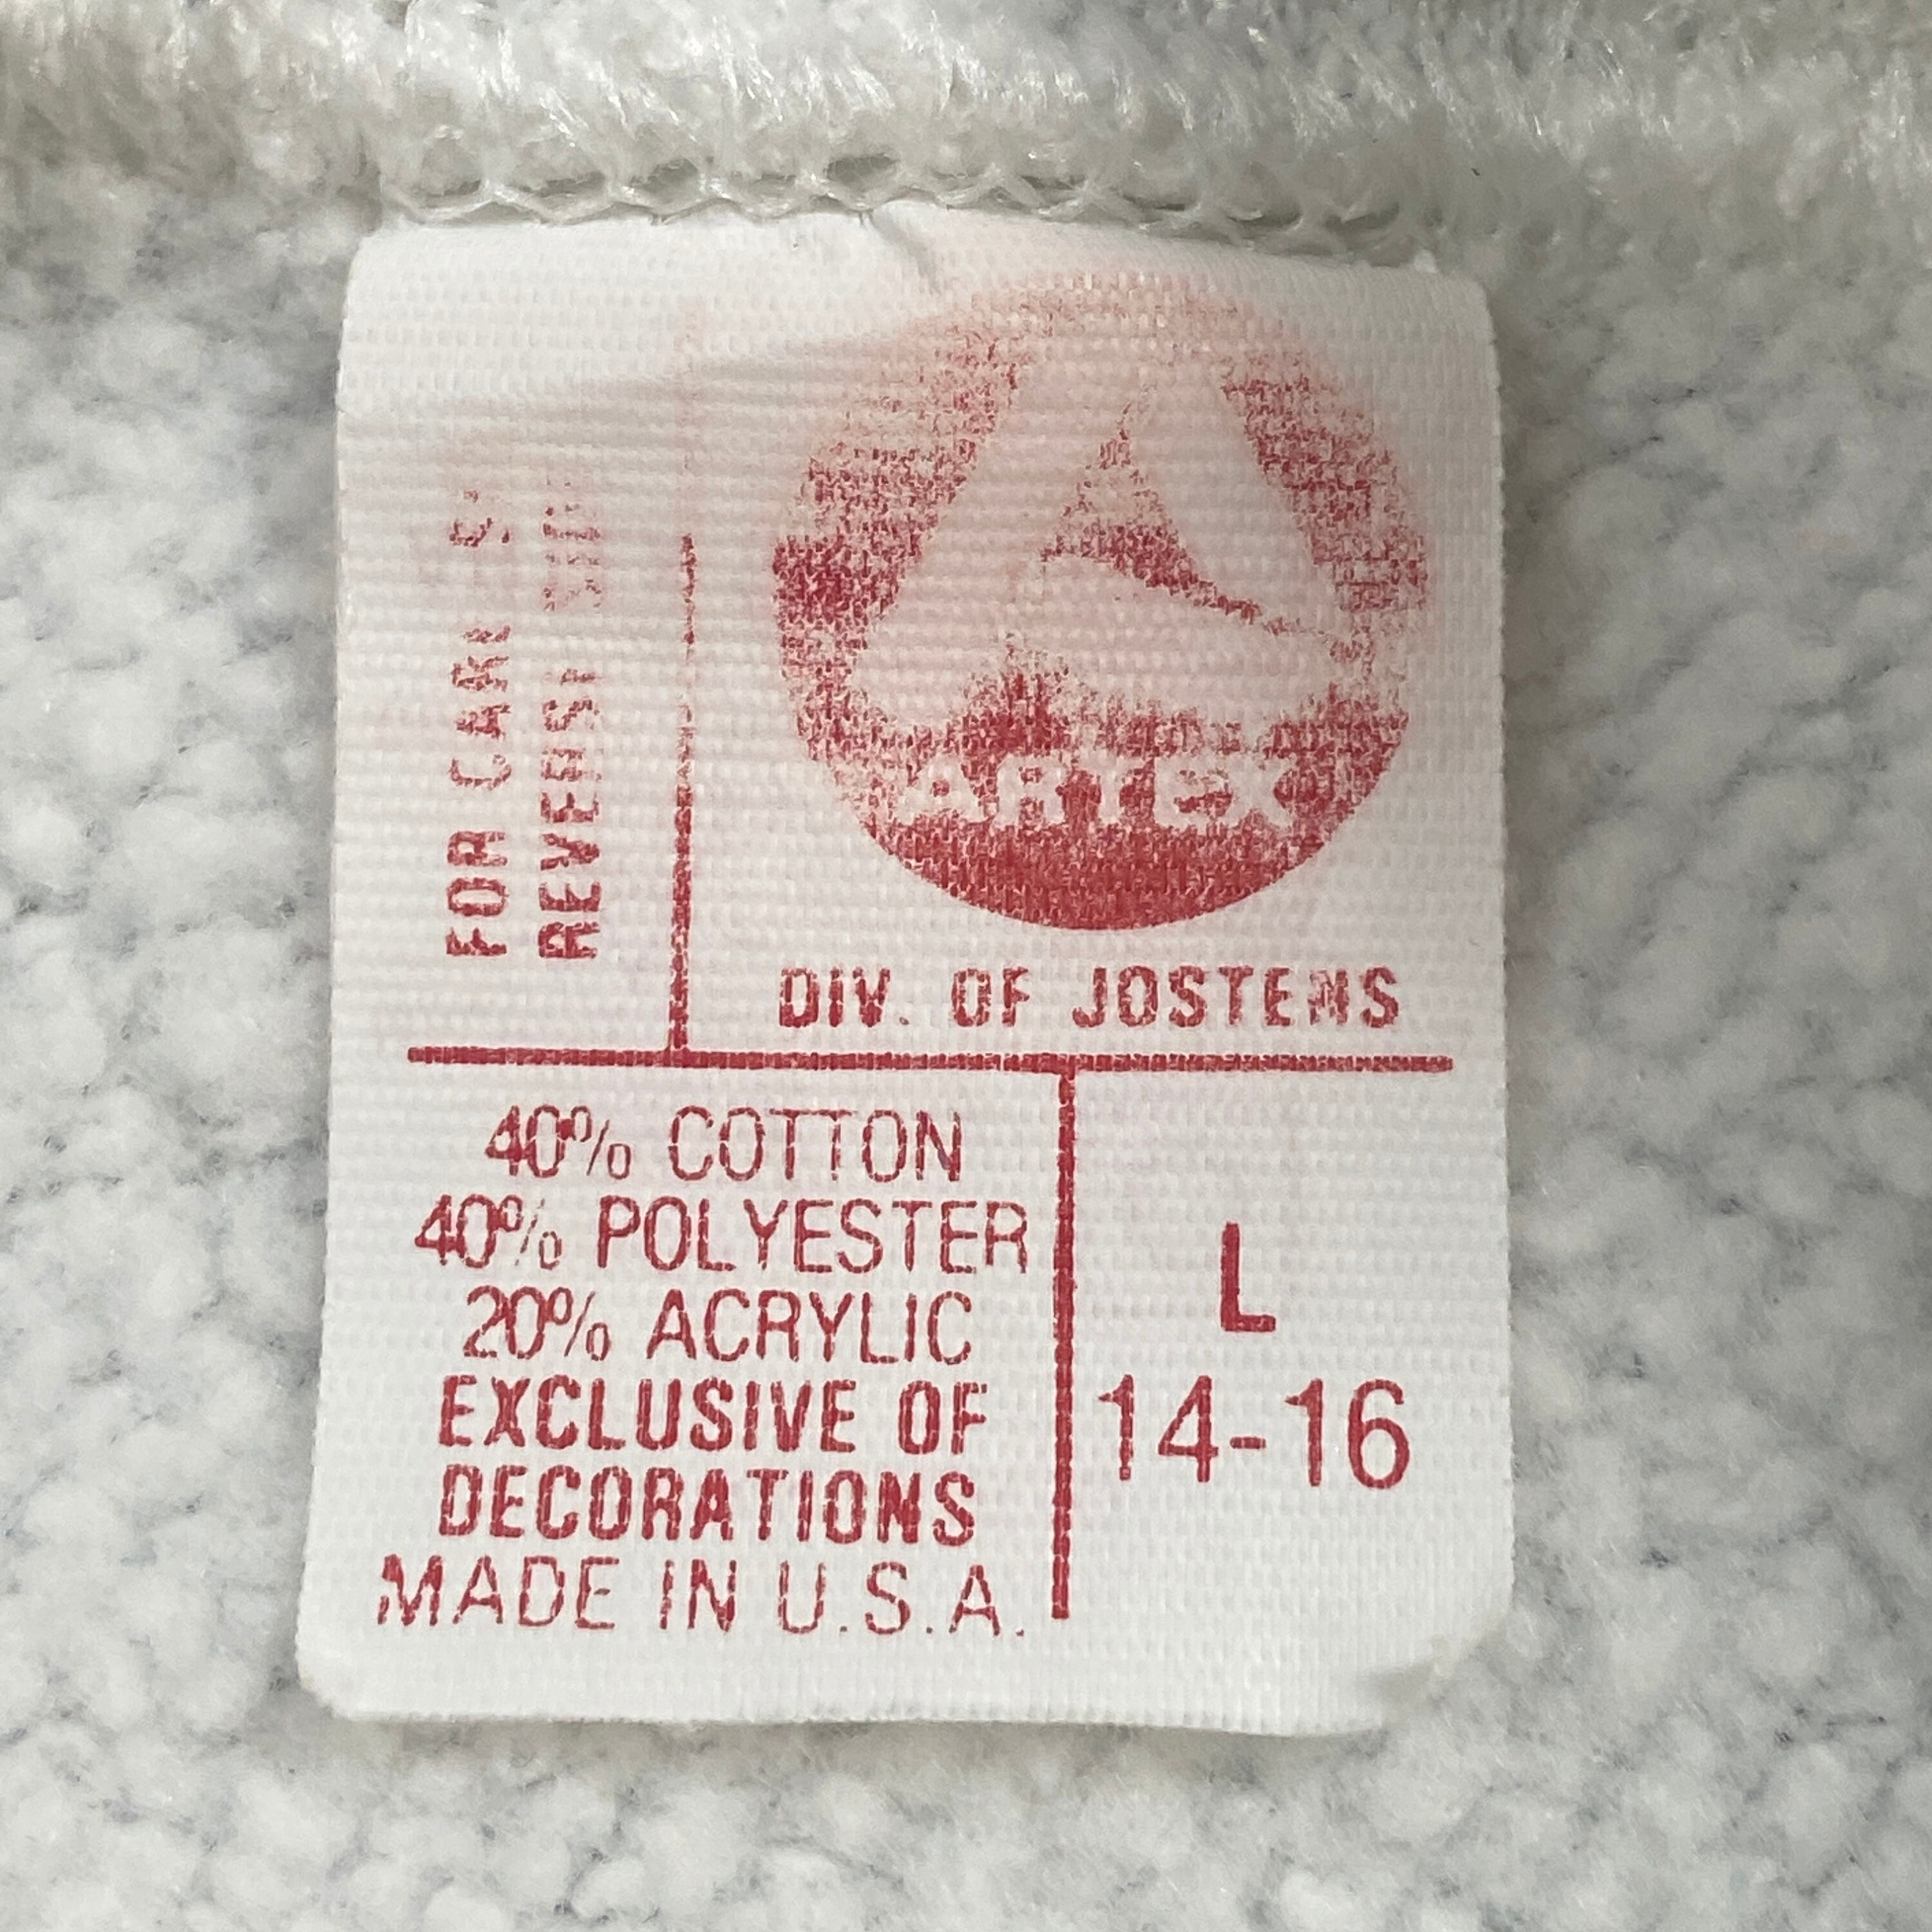 FOR CARE
REVERSE SIDE
ARTEX
DIV. OF JOSTENS
40% COTTON
40% POLYESTER
20% ACRYLIC
EXCLUSIVE OF
DECORATIONS
MADE IN U.S.A.
L
14-16